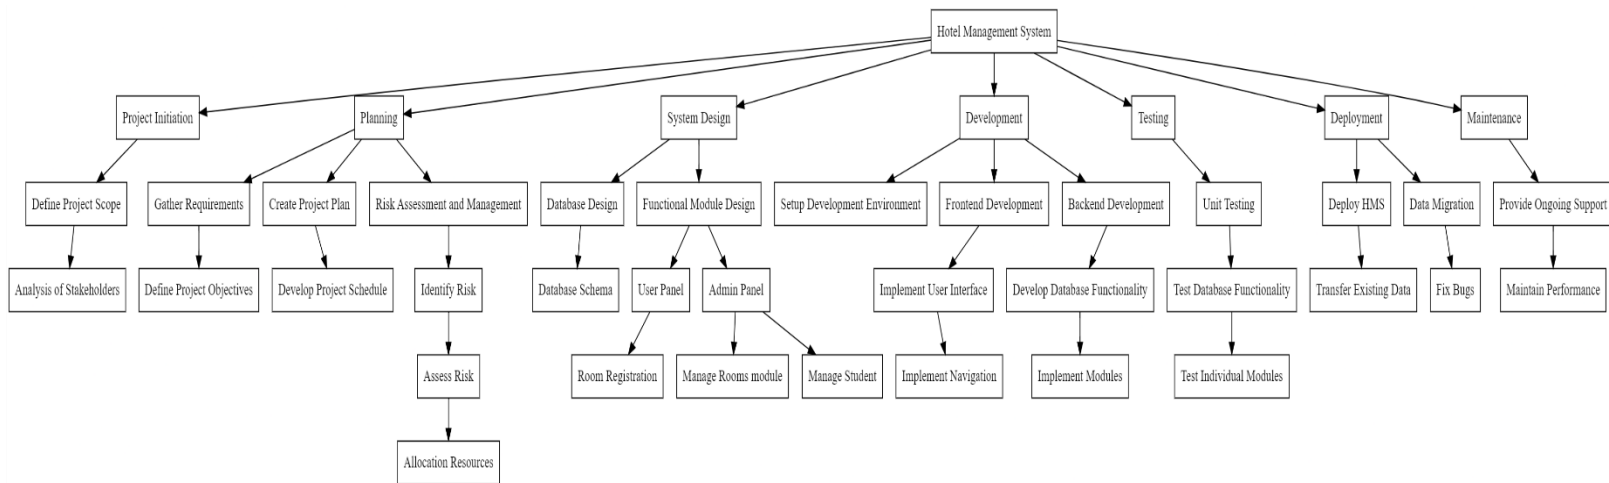 Hotel Management System
Project Initiation
Planning
System Design
Development
Testing
Deployment
Maintenance
Define Project Scope
Gather Requirements
Create Project Plan
Risk Assessment and Management
Database Design
Functional Module Design
Setup Development Environment
Frontend Development
Backend Development
Unit Testing
Deploy HMS
Data Migration
Provide Ongoing Support
Analysis of Stakeholders
Define Project Objectives
Develop Project Schedule
Identify Risk
Database Schema
User Panel
Admin Panel
Implement User Interface
Develop Database Functionality
Test Database Functionality
Transfer Existing Data
Fix Bugs
Maintain Performance
Assess Risk
Room Registration
Manage Rooms module
Manage Student
Implement Navigation
Implement Modules
Test Individual Modules
Allocation Resources